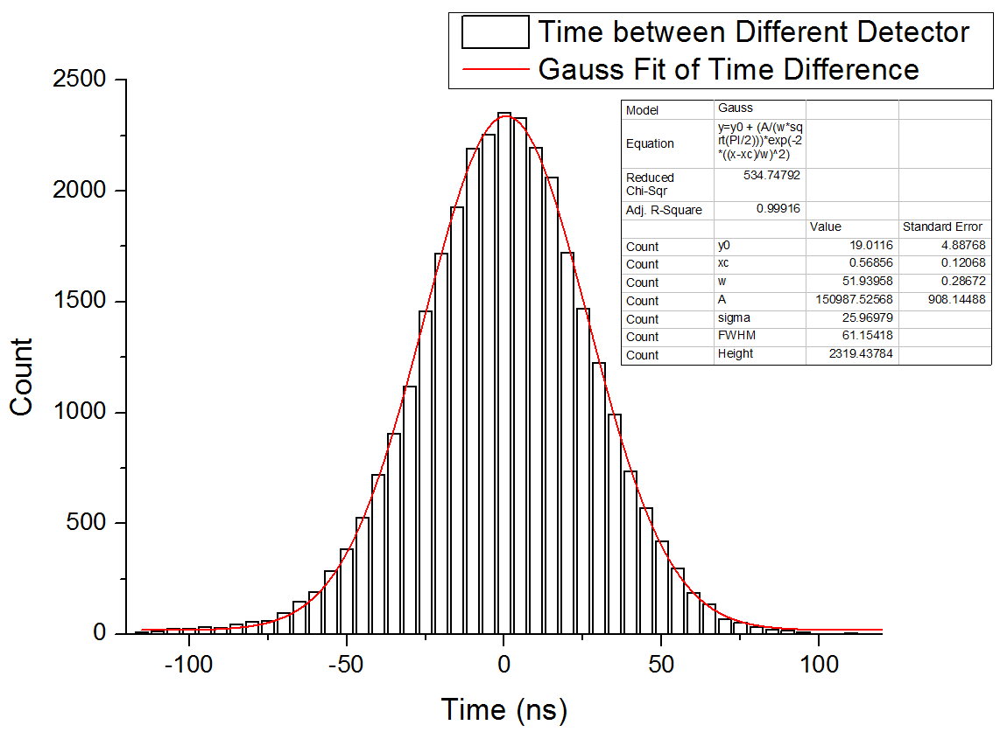 Time between Different Detector
Gauss Fit of Time Difference
2500
2000
1500
1000
500
0
Count
-100 -50 0 50 100
Time (ns)
Model Gauss
Equation y=y0 + (A/(w*sq
rt(PI/2)))*exp(-2
*((x-xc)/w)^2)
Reduced 534.74792
Chi-Sqr
Adj. R-Square 0.99916
Value Standard Error
Count y0 19.0116 4.88768
Count xc 0.56856 0.12068
Count w 51.93958 0.28672
Count A 150987.52568 908.14488
Count sigma 25.96979
Count FWHM 61.15418
Count Height 2319.43784